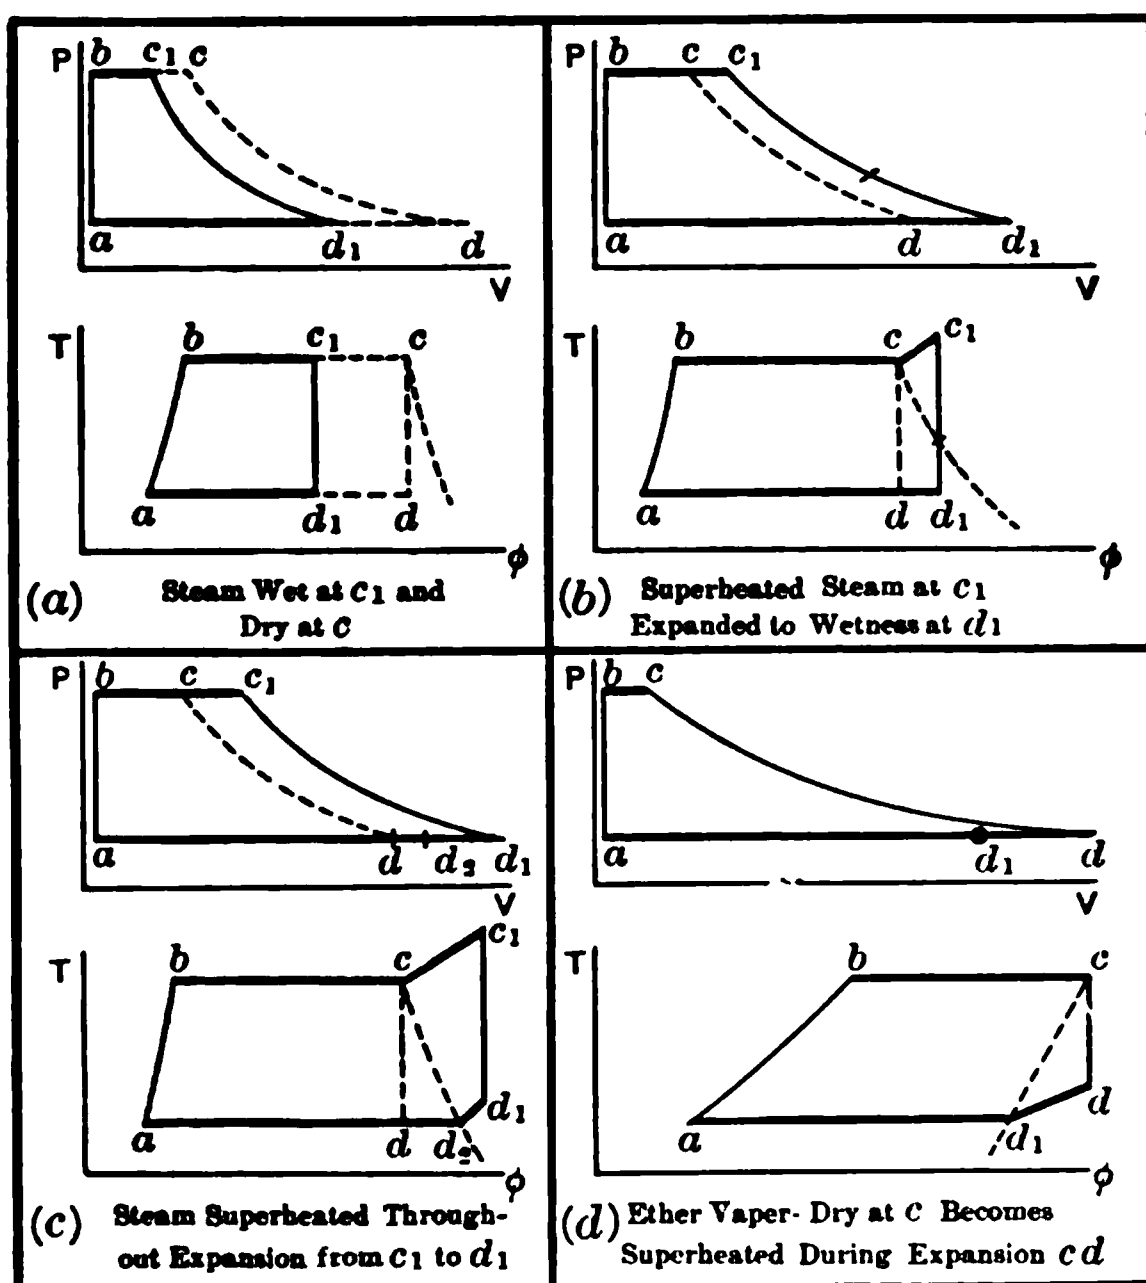 P b c1 c
a d1 d
V
T b c1 c
a d1 d
ϕ
(a) Steam Wet at c1 and
Dry at c
P b c c1
a d d1
V
T b c c1
a d d1
ϕ
(b) Superheated Steam at c1
Expanded to Wetness at d1
P b c c1
a d d2 d1
V
T b c c1
a d d2 d1
ϕ
(c) Steam Superheated Through-
out Expansion from c1 to d1
P b c
a d1 d
V
T b c
a d1 d
ϕ
(d) Ether Vaper- Dry at c Becomes
Superheated During Expansion cd